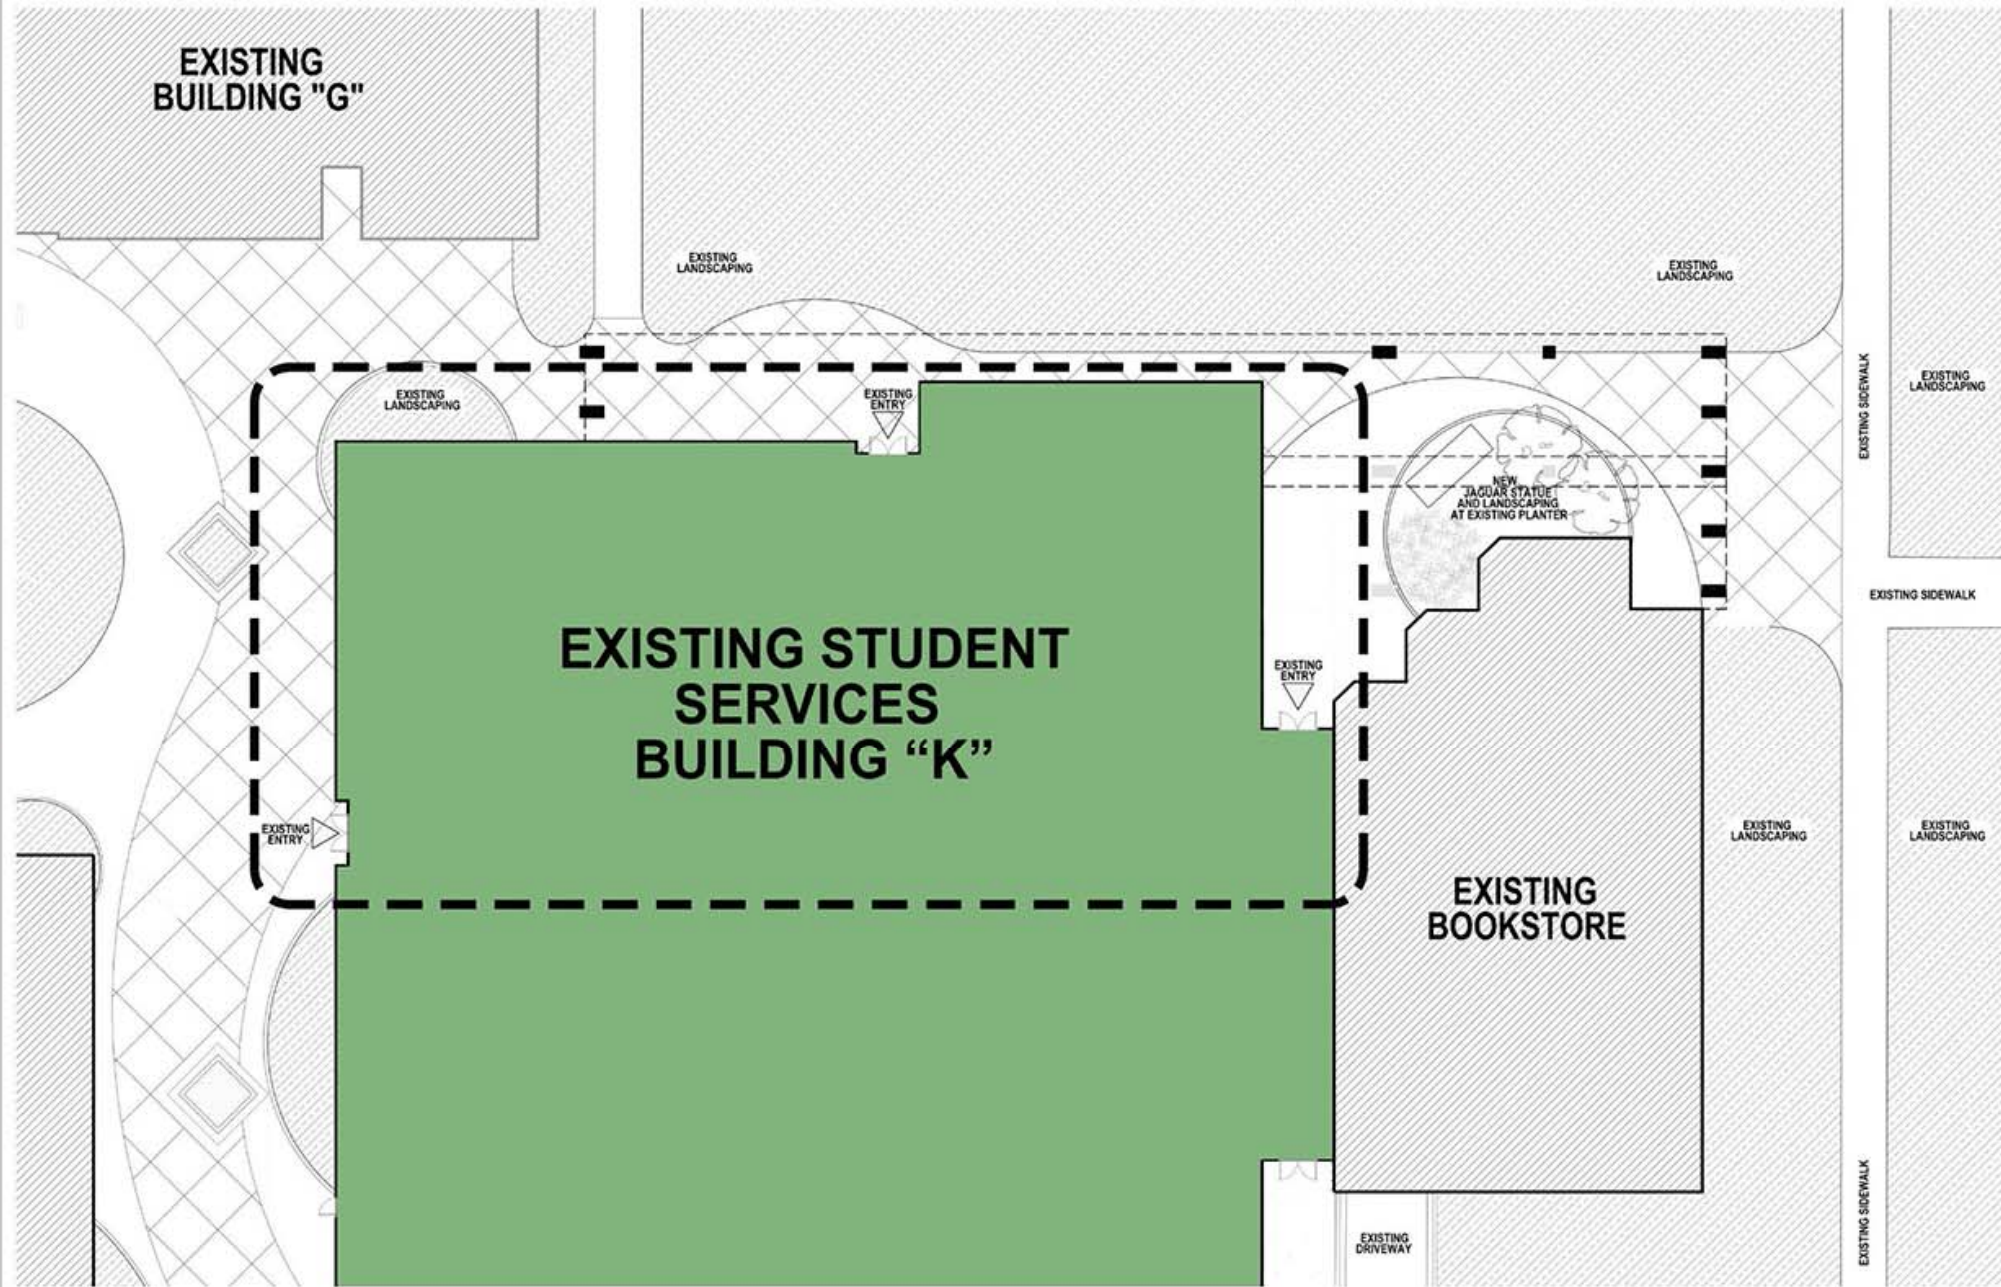 EXISTING
BUILDING "G"
EXISTING
LANDSCAPING
EXISTING
LANDSCAPING
EXISTING
LANDSCAPING
EXISTING
LANDSCAPING
EXISTING
ENTRY
EXISTING SIDEWALK
NEW
JAGUAR STATUE
AND LANDSCAPING
AT EXISTING PLANTER
EXISTING SIDEWALK
EXISTING STUDENT
SERVICES
BUILDING “K”
EXISTING
ENTRY
EXISTING
ENTRY
EXISTING
BOOKSTORE
EXISTING
LANDSCAPING
EXISTING
LANDSCAPING
EXISTING SIDEWALK
EXISTING
DRIVEWAY